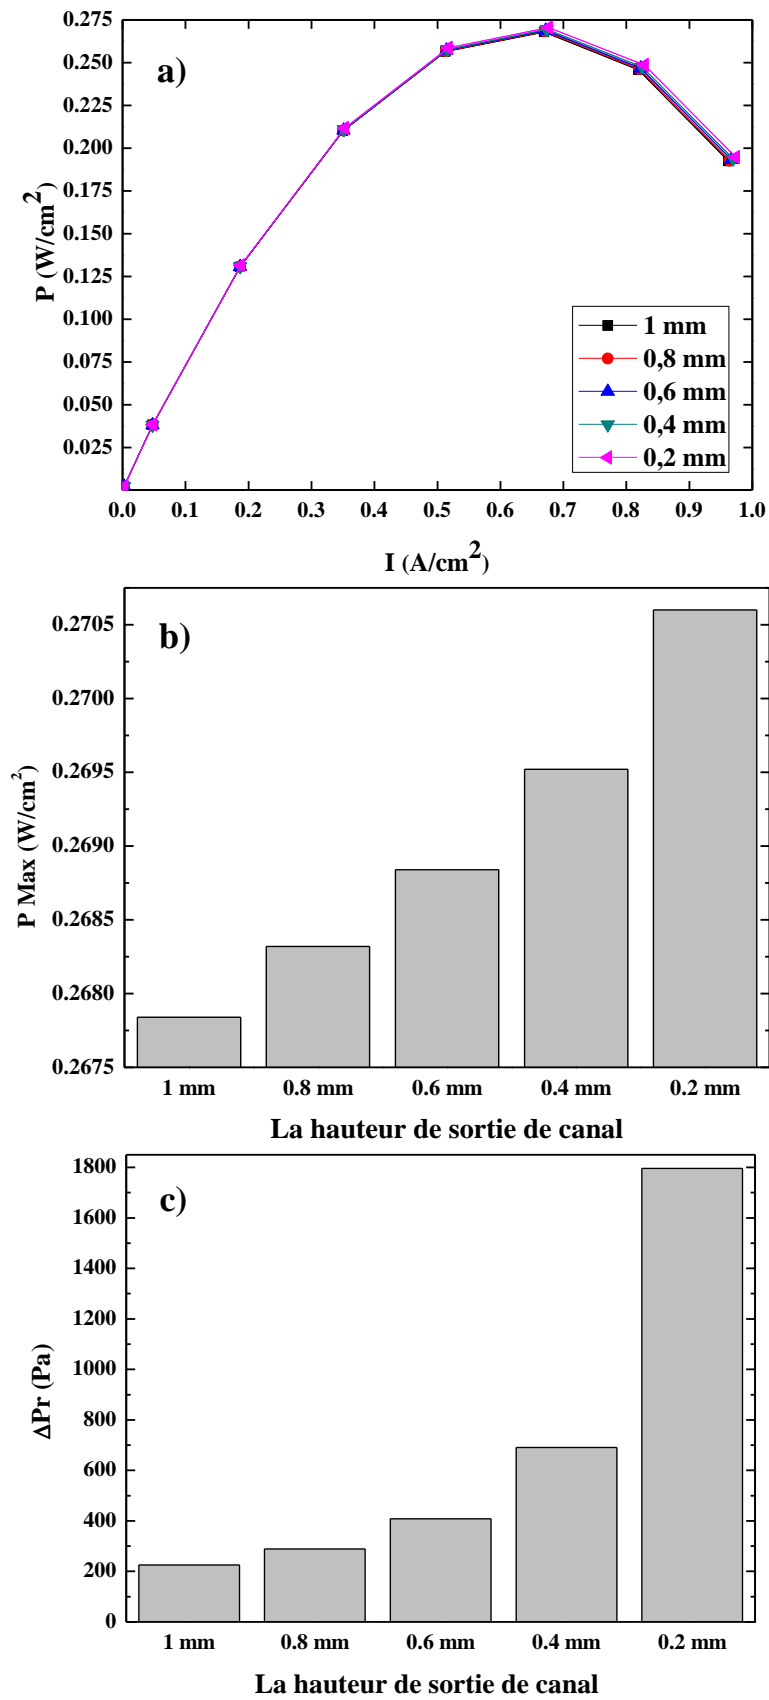 a)
P (W/cm²)
0.275
0.250
0.225
0.200
0.175
0.150
0.125
0.100
0.075
0.050
0.025
1 mm
0,8 mm
0,6 mm
0,4 mm
0,2 mm
0.0 0.1 0.2 0.3 0.4 0.5 0.6 0.7 0.8 0.9 1.0
I (A/cm²)
b)
P Max (W/cm²)
0.2705
0.2700
0.2695
0.2690
0.2685
0.2680
0.2675
1 mm 0.8 mm 0.6 mm 0.4 mm 0.2 mm
La hauteur de sortie de canal
c)
ΔPr (Pa)
1800
1600
1400
1200
1000
800
600
400
200
0
1 mm 0.8 mm 0.6 mm 0.4 mm 0.2 mm
La hauteur de sortie de canal